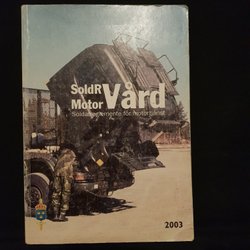 SoldR
Motor Vård
Soldatreglemente för motortjänst
2003